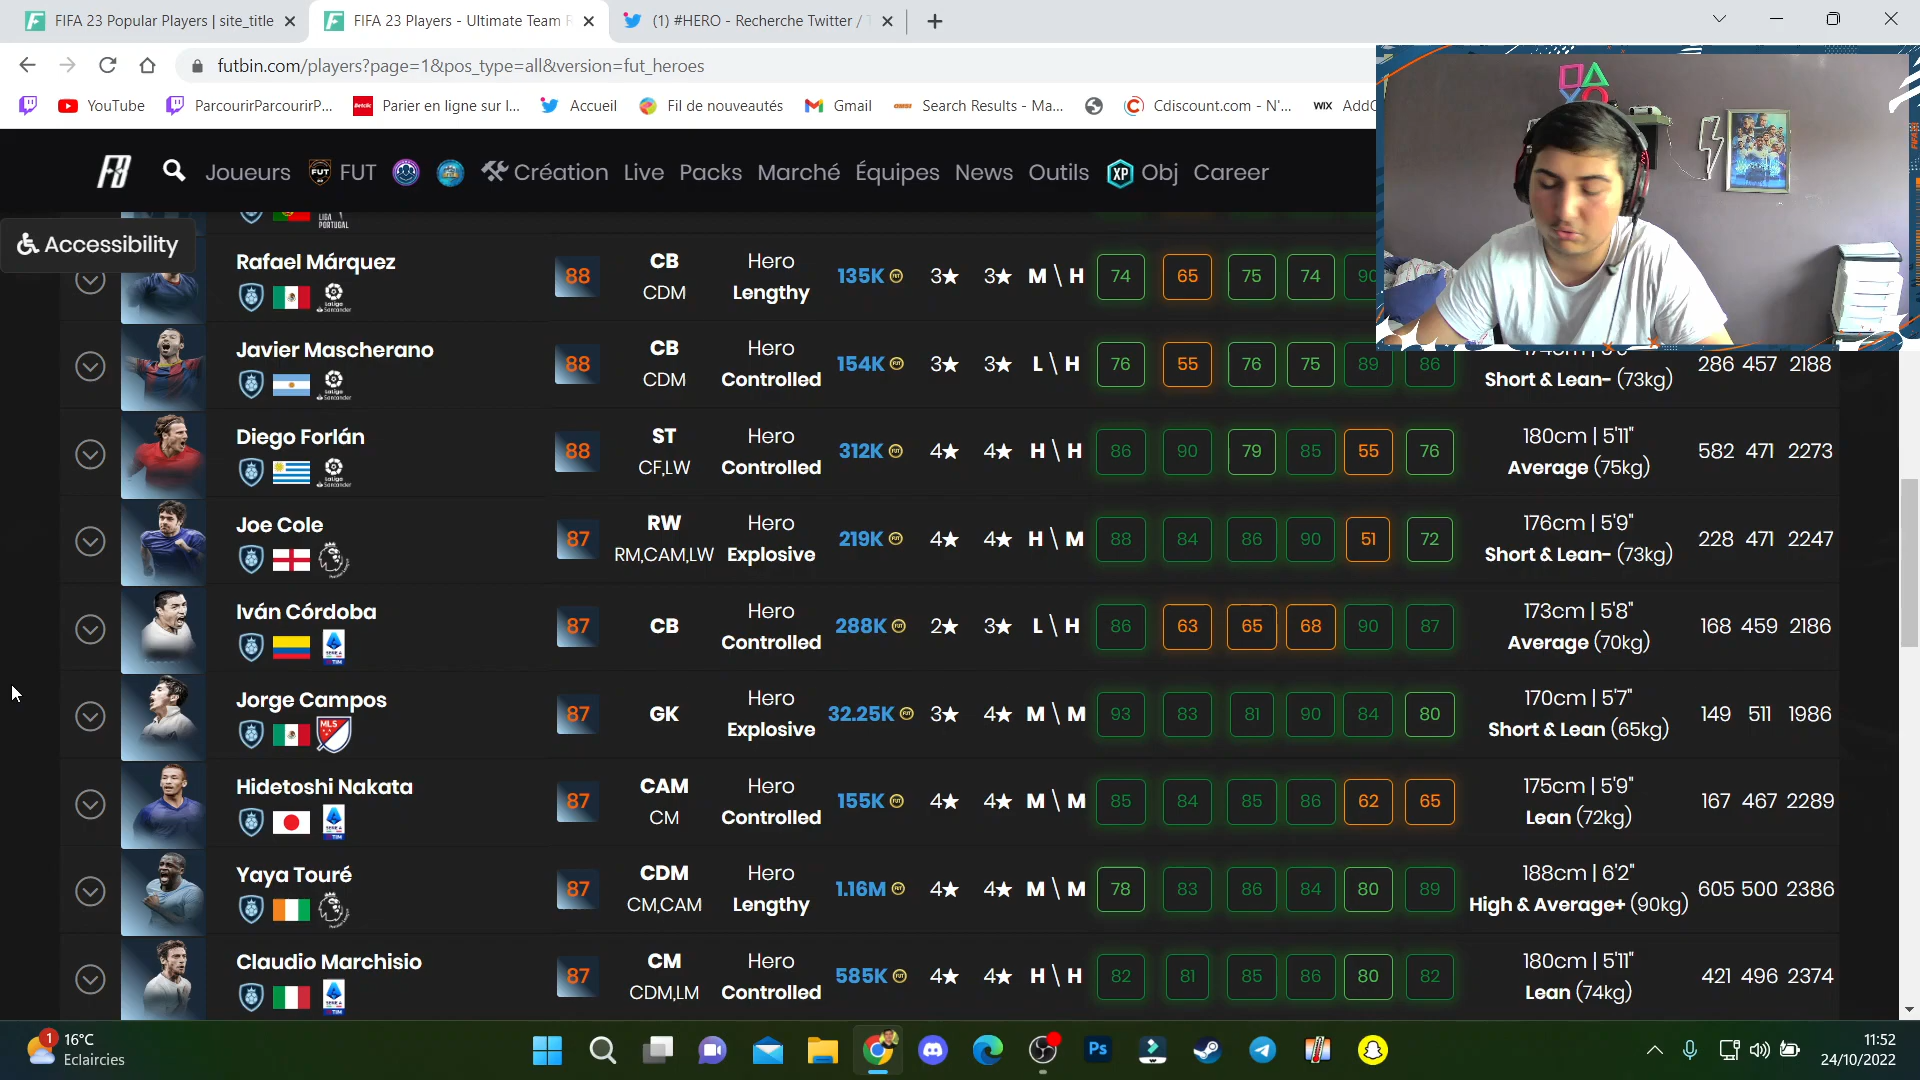 FIFA 23 Popular Players | site_title
FIFA 23 Players - Ultimate Team
(1) #HERO - Recherche Twitter /
futbin.com/players?page=1&pos_type=all&version=fut_heroes
YouTube ParcourirParcourirP... Parier en ligne sur l... Accueil Fil de nouveautés Gmail Search Results - Ma... Cdiscount.com - N'... WIX
Joueurs FUT Création Live Packs Marché Équipes News Outils XP Obj Career
Accessibility
LIGA PORTUGAL
Rafael Márquez 88 CB CDM Hero Lengthy 135K 3★ 3★ M \ H 74 65 75 74 90
Javier Mascherano 88 CB CDM Hero Controlled 154K 3★ 3★ L \ H 76 55 76 75 89 86 Short & Lean- (73kg) 286 457 2188
Diego Forlán 88 ST CF,LW Hero Controlled 312K 4★ 4★ H \ H 86 90 79 85 55 76 180cm | 5'11" Average (75kg) 582 471 2273
Joe Cole 87 RW RM,CAM,LW Hero Explosive 219K 4★ 4★ H \ M 88 84 86 90 51 72 176cm | 5'9" Short & Lean- (73kg) 228 471 2247
Iván Córdoba 87 CB Hero Controlled 288K 2★ 3★ L \ H 86 63 65 68 90 87 173cm | 5'8" Average (70kg) 168 459 2186
Jorge Campos MLS 87 GK Hero Explosive 32.25K 3★ 4★ M \ M 93 83 81 90 84 80 170cm | 5'7" Short & Lean (65kg) 149 511 1986
Hidetoshi Nakata 87 CAM CM Hero Controlled 155K 4★ 4★ M \ M 85 84 85 86 62 65 175cm | 5'9" Lean (72kg) 167 467 2289
Yaya Touré 87 CDM CM,CAM Hero Lengthy 1.16M 4★ 4★ M \ M 78 83 86 84 80 89 188cm | 6'2" High & Average+ (90kg) 605 500 2386
Claudio Marchisio 87 CM CDM,LM Hero Controlled 585K 4★ 4★ H \ H 82 81 85 86 80 82 180cm | 5'11" Lean (74kg) 421 496 2374
1 16°C
Eclaircies
Ps
11:52
24/10/2022